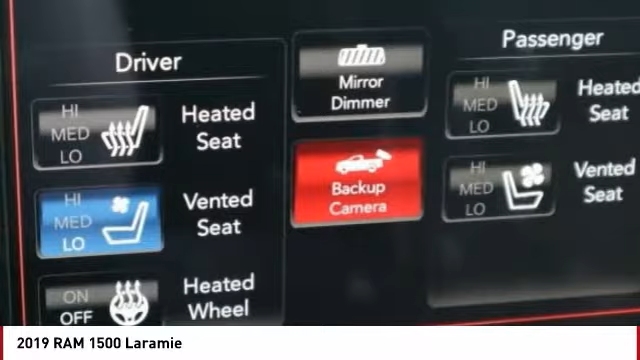 Driver
HI
MED
LO
Heated
Seat
HI
MED
LO
Vented
Seat
ON
OFF
Heated
Wheel
Mirror
Dimmer
Backup
Camera
Passenger
HI
MED
LO
Heated
Seat
HI
MED
LO
Vented
Seat
2019 RAM 1500 Laramie